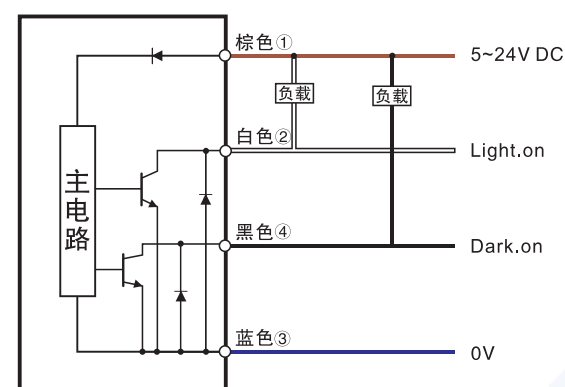 棕色①
5~24V DC
负载
负载
白色②
Light.on
主电路
黑色④
Dark.on
蓝色③
0V